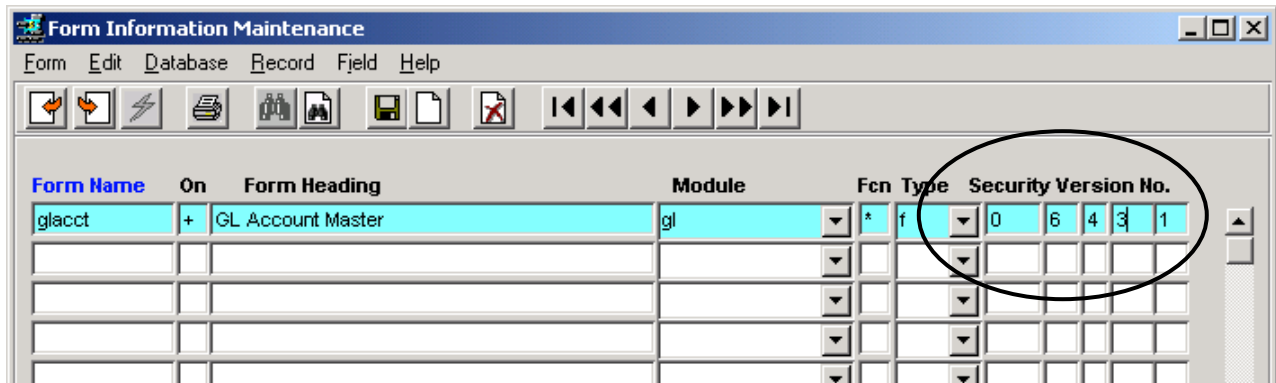 Form Information Maintenance
Form Edit Database Record Field Help
Form Name On Form Heading Module Fcn Type Security Version No.
glacct + GL Account Master gl * f 0 6 4 3 1